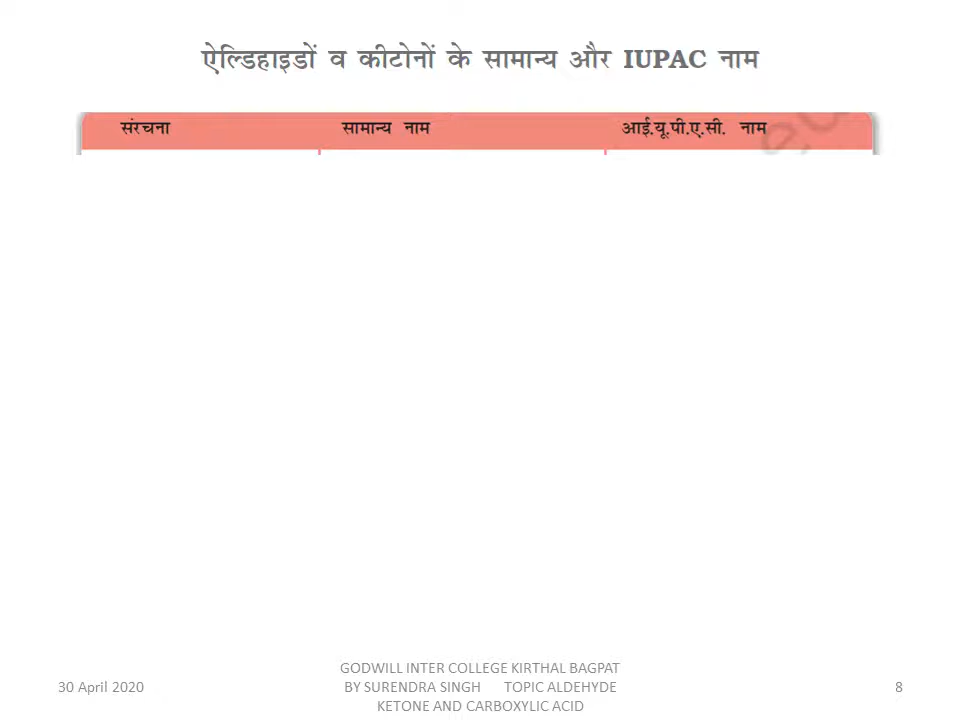 ऐल्डिहाइडों व कीटोनों के सामान्य और IUPAC नाम
संरचना सामान्य नाम आई.यू.पी.ए.सी. नाम
GODWILL INTER COLLEGE KIRTHAL BAGPAT
30 April 2020 BY SURENDRA SINGH TOPIC ALDEHYDE 8
KETONE AND CARBOXYLIC ACID